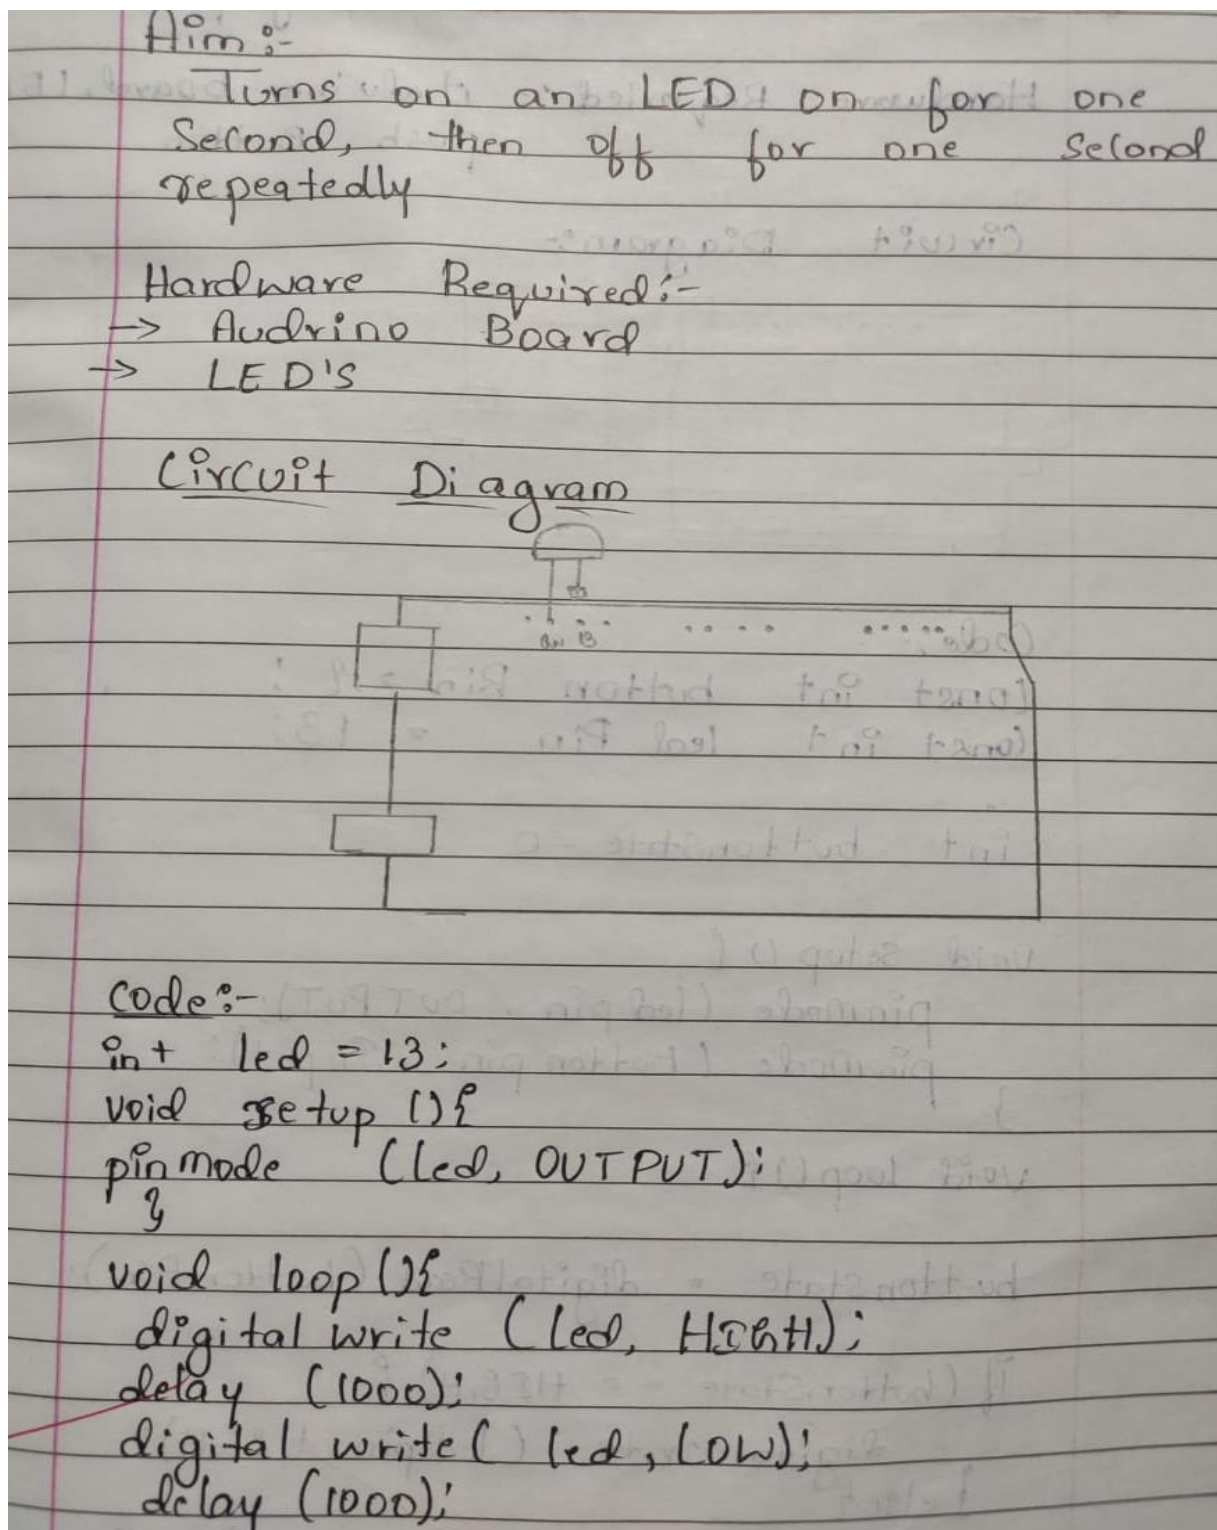 Aim :-
Turns on an LED on for one
Second, then off for one Second
repeatedly
Hardware Required :-
→ Audrino Board
→ LED'S
Circuit Diagram
13
code :-
int led = 13;
void setup () {
pinmode (led, OUTPUT);
}
void loop () {
digital write (led, HIGH);
delay (1000);
digital write ( led, LOW);
delay (1000);